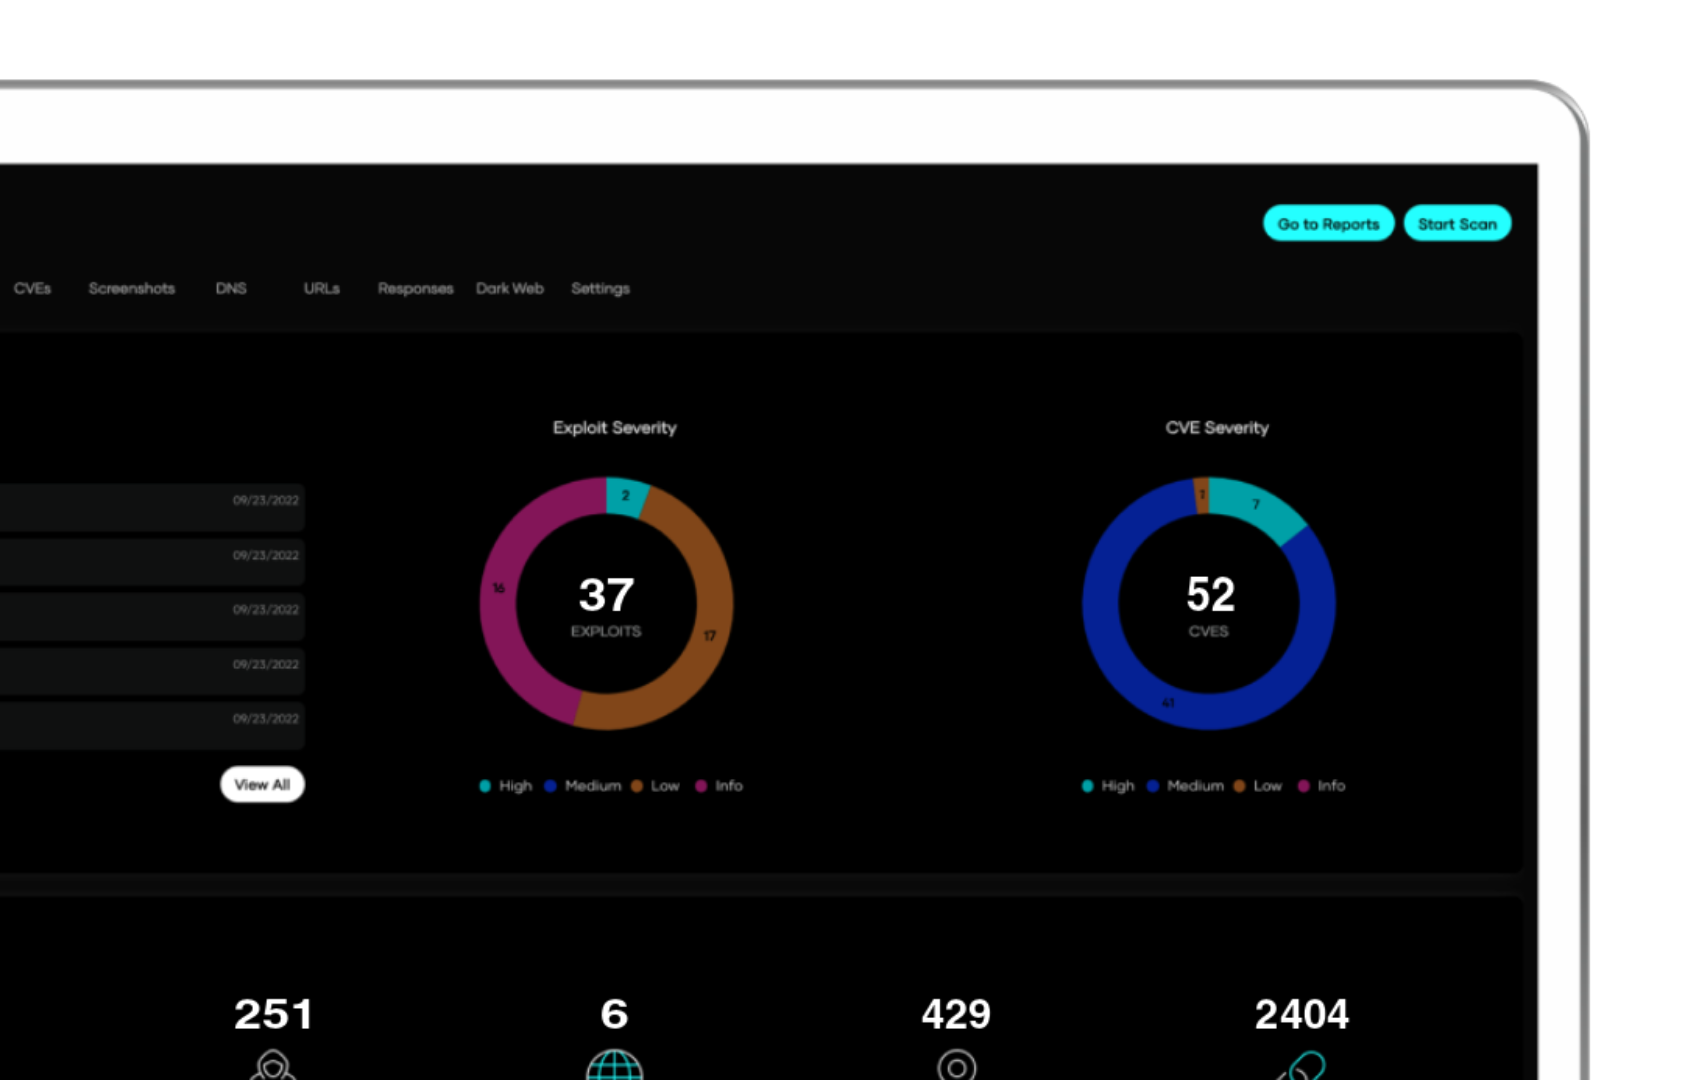 Go to Reports Start Scan
CVEs Screenshots DNS URLs Responses Dark Web Settings
Exploit Severity CVE Severity
09/23/2022
09/23/2022
09/23/2022
09/23/2022
09/23/2022
View All
2
16
37
EXPLOITS
17
High Medium Low Info
1
7
52
CVES
41
High Medium Low Info
251 6 429 2404